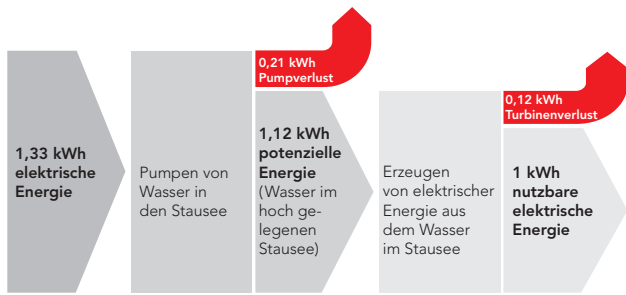 1,33 kWh
elektrische
Energie
Pumpen von
Wasser in
den Stausee
0,21 kWh
Pumpverlust
1,12 kWh
potenzielle
Energie
(Wasser im
hoch ge-
legenen
Stausee)
Erzeugen
von elektrischer
Energie aus
dem Wasser
im Stausee
0,12 kWh
Turbinenverlust
1 kWh
nutzbare
elektrische
Energie